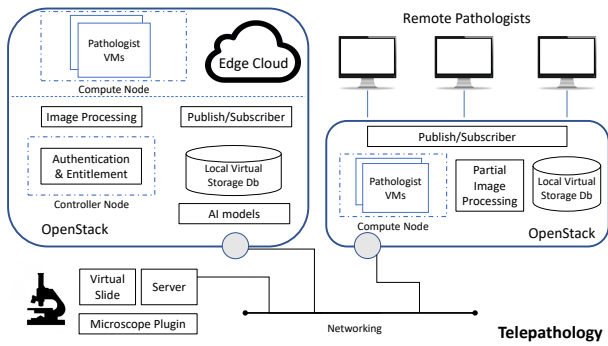 Pathologist
VMs
Compute Node
Edge Cloud
Image Processing
Publish/Subscriber
Authentication
& Entitlement
Controller Node
Local Virtual
Storage Db
AI models
OpenStack
Remote Pathologists
Publish/Subscriber
Pathologist
VMs
Compute Node
Partial
Image
Processing
Local Virtual
Storage Db
OpenStack
Virtual
Slide
Server
Microscope Plugin
Networking
Telepathology